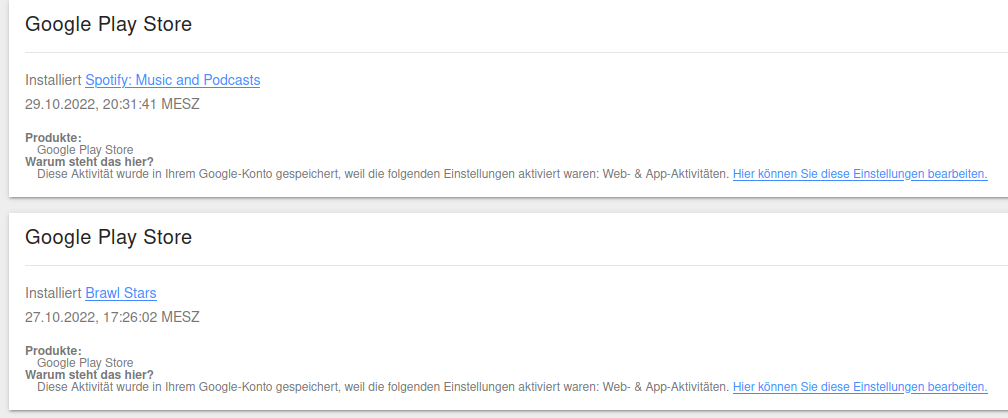 Google Play Store
Installiert Spotify: Music and Podcasts
29.10.2022, 20:31:41 MESZ
Produkte:
Google Play Store
Warum steht das hier?
Diese Aktivität wurde in Ihrem Google-Konto gespeichert, weil die folgenden Einstellungen aktiviert waren: Web- & App-Aktivitäten. Hier können Sie diese Einstellungen bearbeiten.
Google Play Store
Installiert Brawl Stars
27.10.2022, 17:26:02 MESZ
Produkte:
Google Play Store
Warum steht das hier?
Diese Aktivität wurde in Ihrem Google-Konto gespeichert, weil die folgenden Einstellungen aktiviert waren: Web- & App-Aktivitäten. Hier können Sie diese Einstellungen bearbeiten.